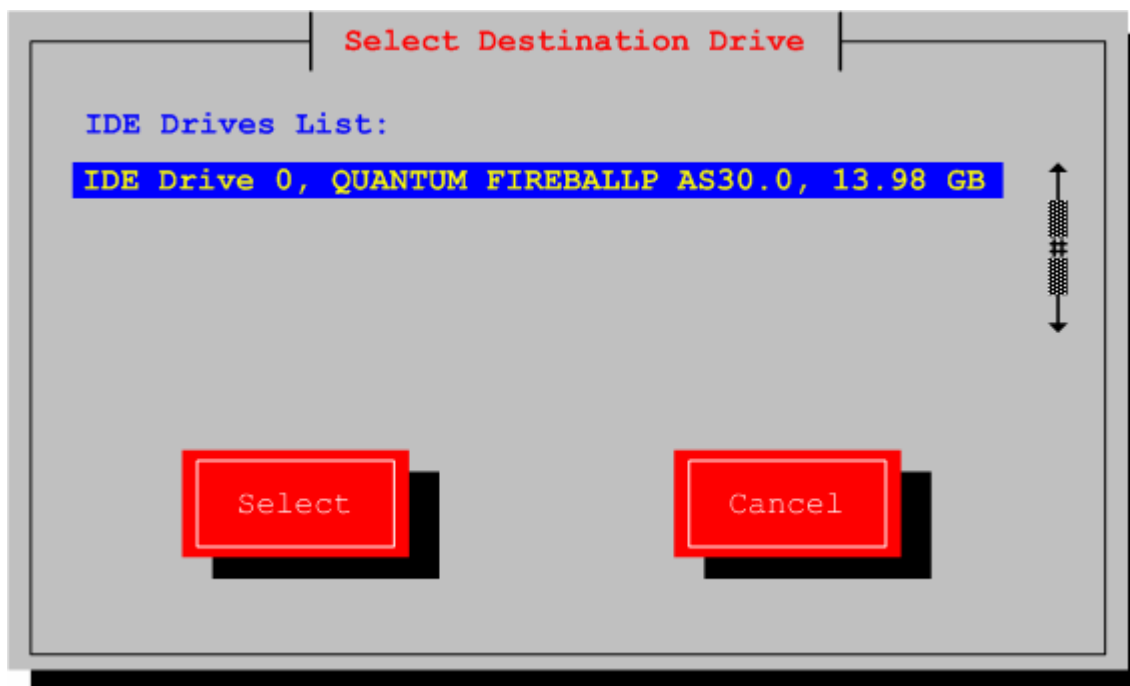 Select Destination Drive
IDE Drives List:
IDE Drive 0, QUANTUM FIREBALLP AS30.0, 13.98 GB
#
Select
Cancel